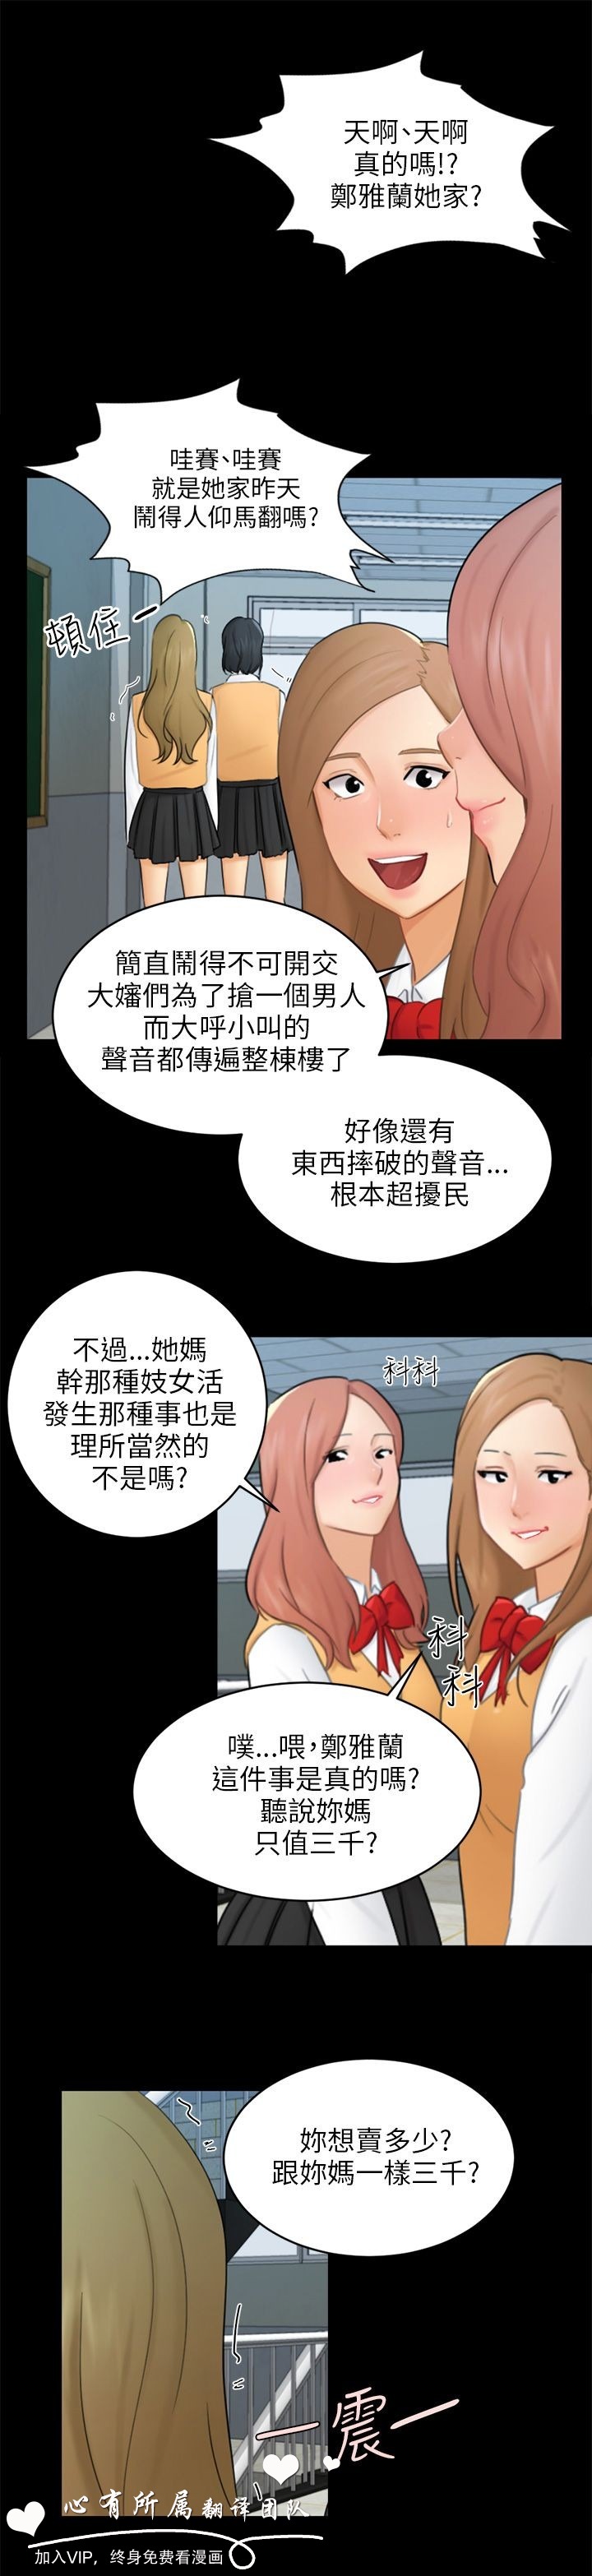 天啊、天啊
真的嗎!?
鄭雅蘭她家?
哇賽、哇賽
就是她家昨天
鬧得人仰馬翻嗎?
頓住
簡直鬧得不可開交
大嬸們為了搶一個男人
而大呼小叫的
聲音都傳遍整棟樓了
好像還有
東西摔破的聲音...
根本超擾民
不過...她媽
幹那種妓女活
發生那種事也是
理所當然的
不是嗎?
科科
科
科
噗...喂,鄭雅蘭
這件事是真的嗎?
聽說妳媽
只值三千?
妳想賣多少?
跟妳媽一樣三千?
震
心有所属翻译团队
加入VIP，终身免费看漫画